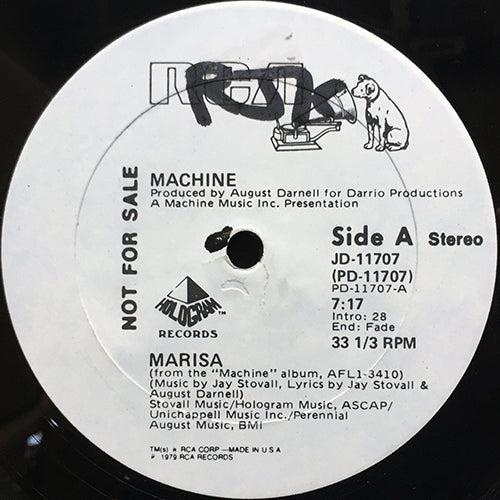 RCA
NOT FOR SALE
MACHINE
Produced by August Darnell for Darrio Productions
A Machine Music Inc. Presentation
Side A Stereo
JD-11707
(PD-11707)
PD-11707-A
7:17
Intro: 28
End: Fade
33 1/3 RPM
HOLOGRAM TM
RECORDS
MARISA
(from the "Machine" album, AFL1-3410)
(Music by Jay Stovall, Lyrics by Jay Stovall &
August Darnell)
Stovall Music/Hologram Music, ASCAP/
Unichappell Music Inc./Perennial
August Music, BMI
TM(s) ® RCA CORP—MADE IN U S A
℗ 1979 RCA RECORDS